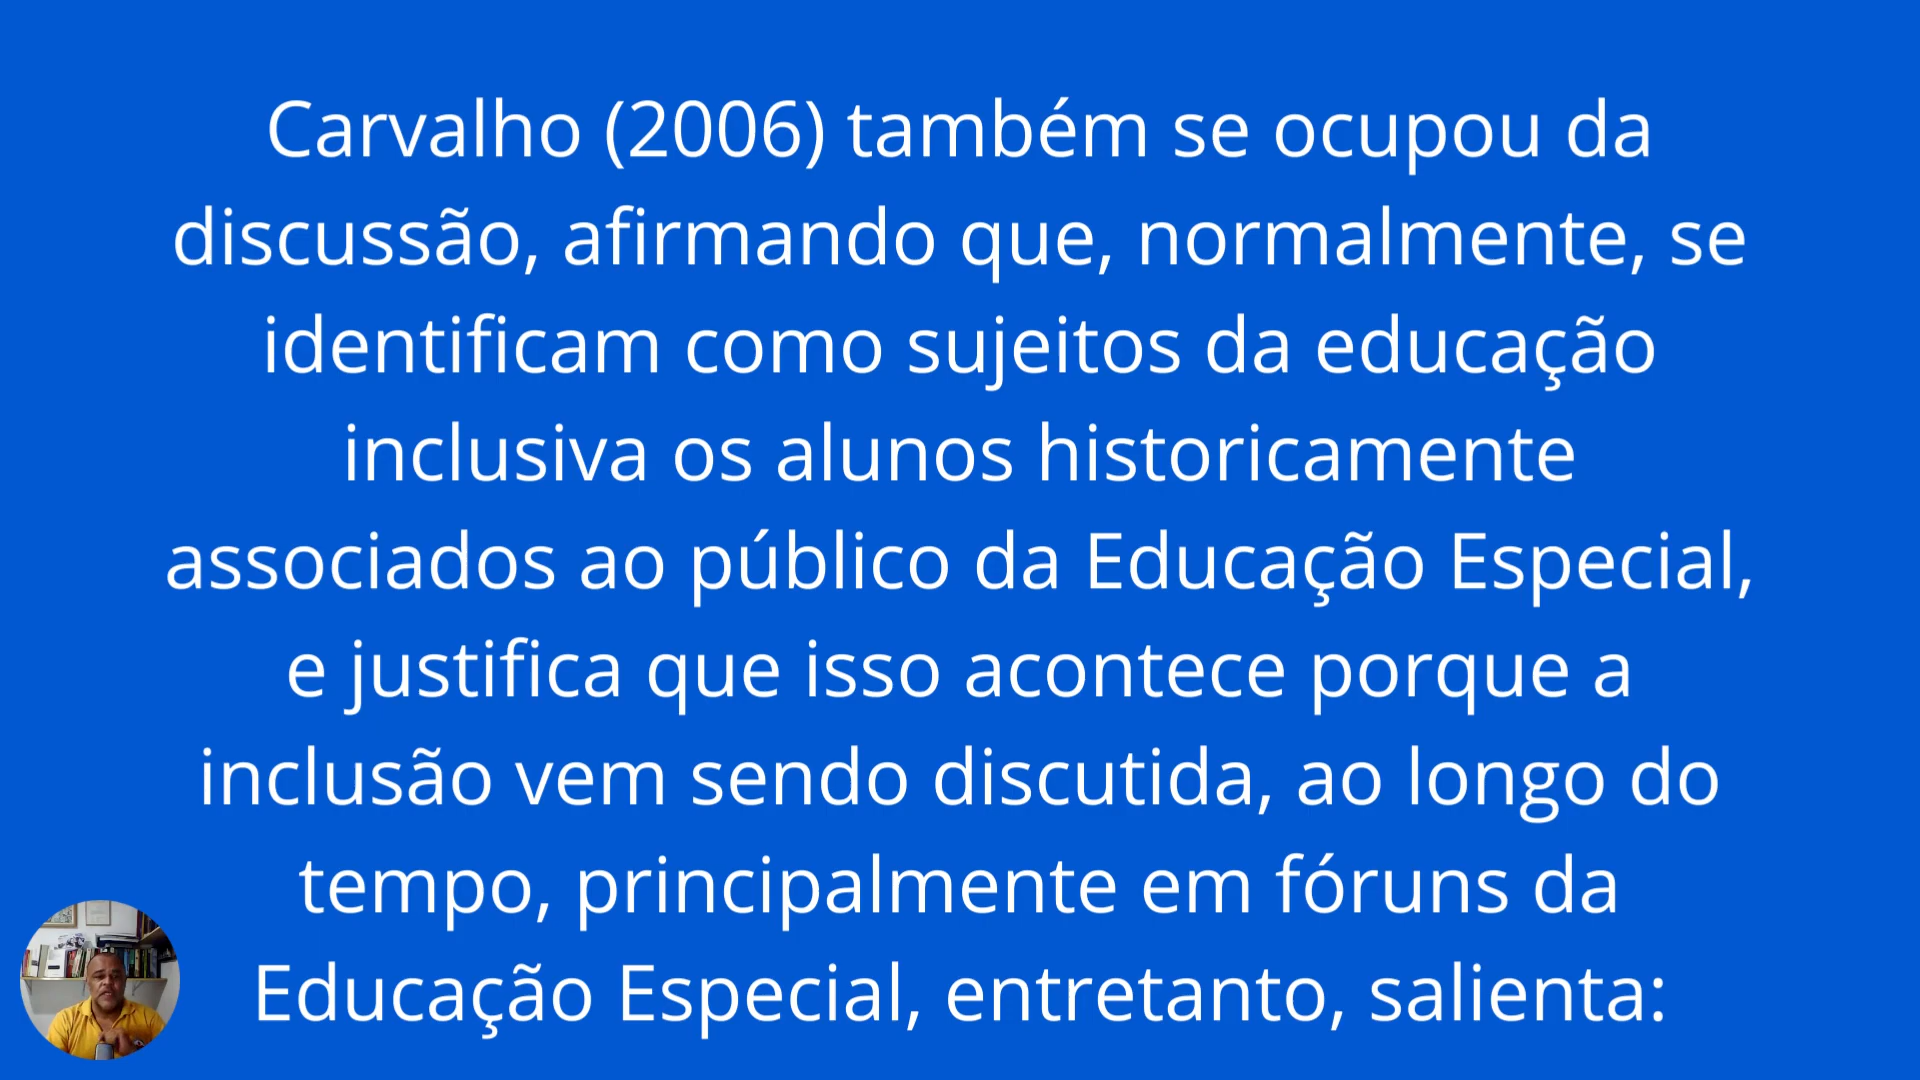 Carvalho (2006) também se ocupou da
discussão, afirmando que, normalmente, se
identificam como sujeitos da educação
inclusiva os alunos historicamente
associados ao público da Educação Especial,
e justifica que isso acontece porque a
inclusão vem sendo discutida, ao longo do
tempo, principalmente em fóruns da
Educação Especial, entretanto, salienta: